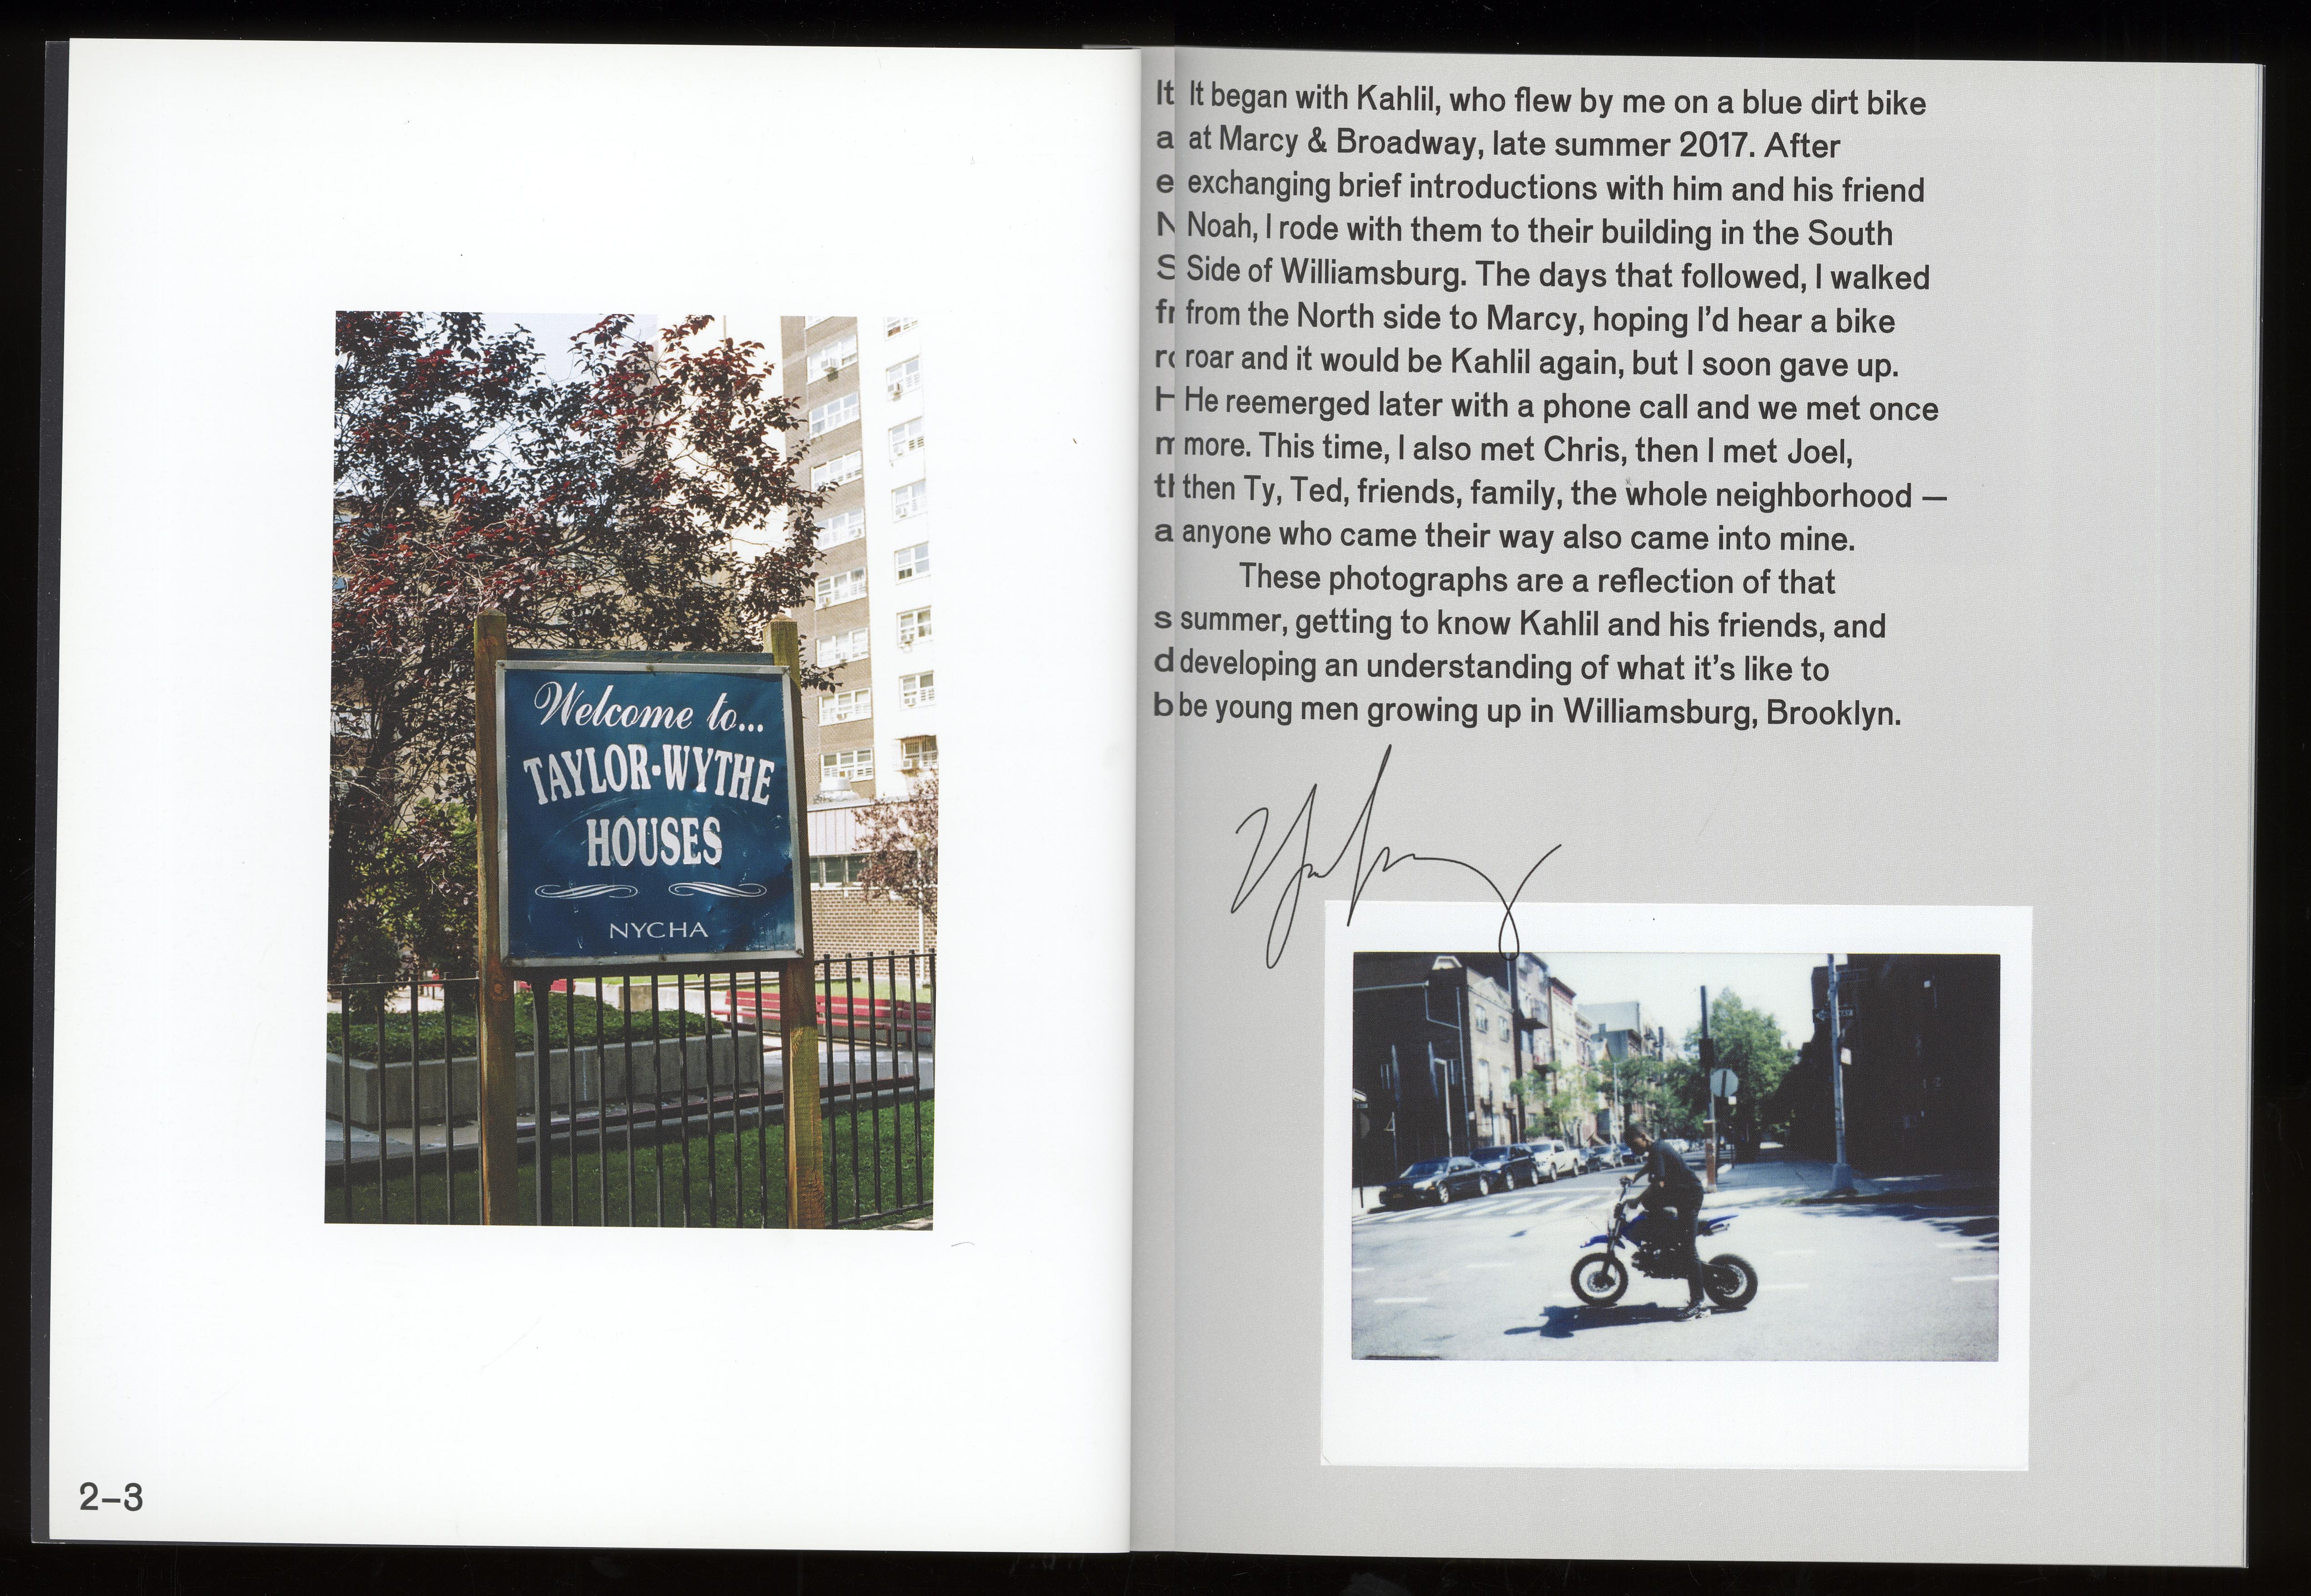 Welcome to...
TAYLOR-WYTHE
HOUSES
NYCHA
2–3
It It began with Kahlil, who flew by me on a blue dirt bike
a at Marcy & Broadway, late summer 2017. After
e exchanging brief introductions with him and his friend
N Noah, I rode with them to their building in the South
S Side of Williamsburg. The days that followed, I walked
fr from the North side to Marcy, hoping I'd hear a bike
ro roar and it would be Kahlil again, but I soon gave up.
H He reemerged later with a phone call and we met once
m more. This time, I also met Chris, then I met Joel,
th then Ty, Ted, friends, family, the whole neighborhood —
a anyone who came their way also came into mine.
These photographs are a reflection of that
s summer, getting to know Kahlil and his friends, and
d developing an understanding of what it's like to
b be young men growing up in Williamsburg, Brooklyn.